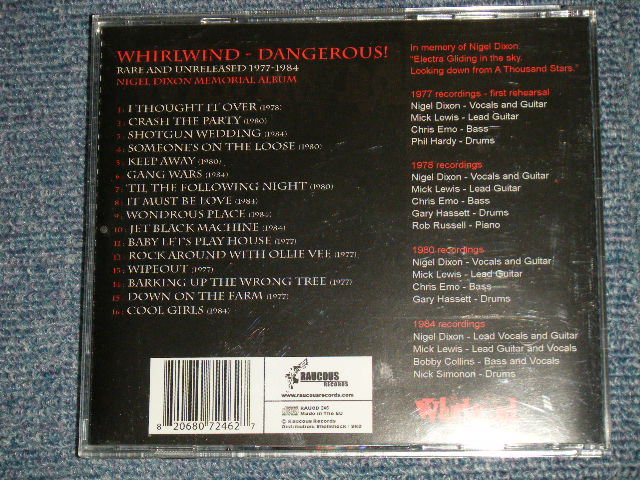 WHIRLWIND - DANGEROUS!
RARE AND UNRELEASED 1977-1984
NIGEL DIXON MEMORIAL ALBUM
1: I THOUGHT IT OVER (1978)
2: CRASH THE PARTY (1980)
3: SHOTGUN WEDDING (1984)
4: SOMEONE'S ON THE LOOSE (1980)
5: KEEP AWAY (1980)
6: GANG WARS (1984)
7: 'TIL THE FOLLOWING NIGHT (1980)
8: IT MUST BE LOVE (1984)
9: WONDROUS PLACE (1984)
10: JET BLACK MACHINE (1984)
11: BABY LET'S PLAY HOUSE (1977)
12: ROCK AROUND WITH OLLIE VEE (1977)
13: WIPEOUT (1977)
14: BARKING UP THE WRONG TREE (1977)
15: DOWN ON THE FARM (1977)
16: COOL GIRLS (1984)
In memory of Nigel Dixon.
"Electra Gliding in the sky.
Looking down from A Thousand Stars."
1977 recordings - first rehearsal
Nigel Dixon - Vocals and Guitar
Mick Lewis - Lead Guitar
Chris Emo - Bass
Phil Hardy - Drums
1978 recordings
Nigel Dixon - Vocals and Guitar
Mick Lewis - Lead Guitar
Chris Emo - Bass
Gary Hassett - Drums
Rob Russell - Piano
1980 recordings
Nigel Dixon - Vocals and Guitar
Mick Lewis - Lead Guitar
Chris Emo - Bass
Gary Hassett - Drums
1984 recordings
Nigel Dixon - Lead Vocals and Guitar
Mick Lewis - Lead Guitar and Vocals
Bobby Collins - Bass and Vocals
Nick Simonon - Drums
8 20680 72462 7
RAUCOUS
RECORDS
www.raucousrecords.com
RAUCD 246
Made in The EU
© Raucous Records
Distribution: Shellshock / SRD
Whirlwind